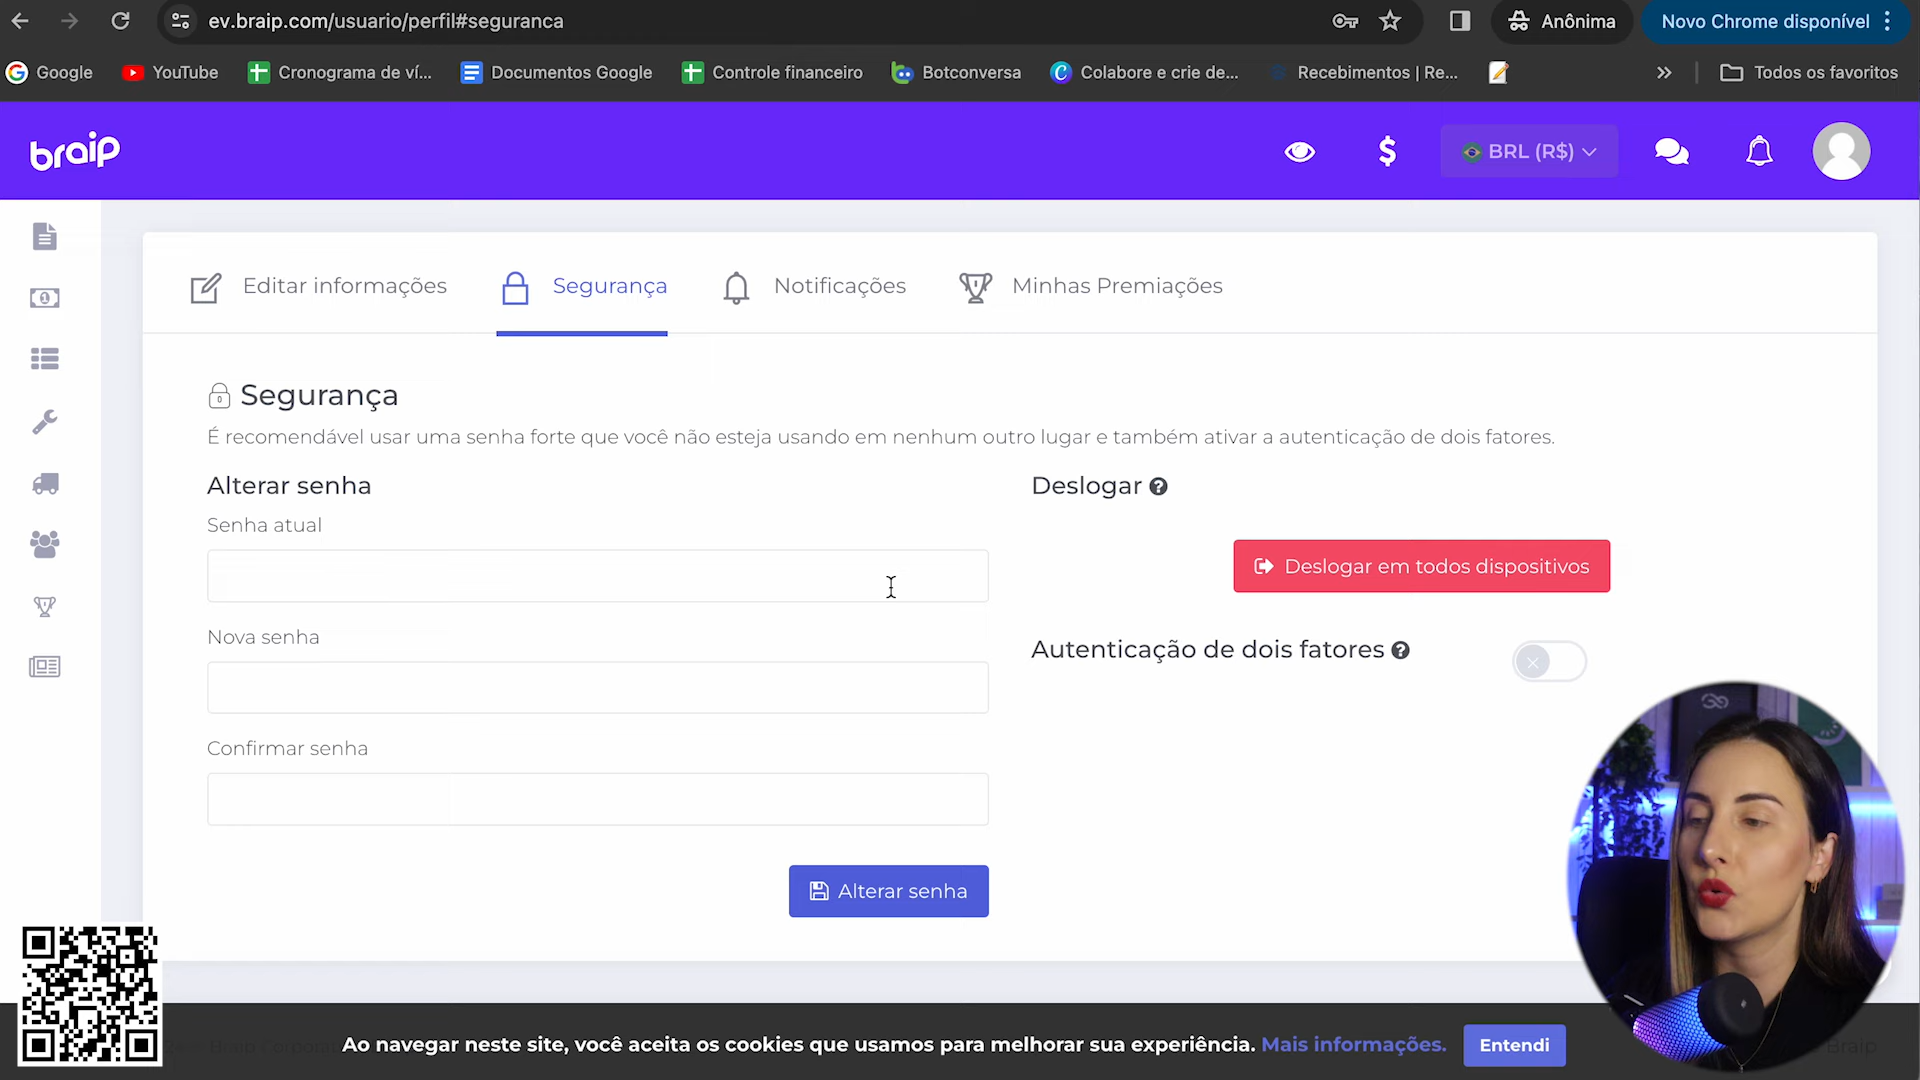 ev.braip.com/usuario/perfil#seguranca
Anônima
Novo Chrome disponível
Google
YouTube
Cronograma de ví...
Documentos Google
Controle financeiro
Botconversa
Colabore e crie de...
Recebimentos | Re...
Todos os favoritos
braip
BRL (R$)
Editar informações
Segurança
Notificações
Minhas Premiações
Segurança
É recomendável usar uma senha forte que você não esteja usando em nenhum outro lugar e também ativar a autenticação de dois fatores.
Alterar senha
Deslogar
Senha atual
Deslogar em todos dispositivos
Nova senha
Autenticação de dois fatores
Confirmar senha
Alterar senha
Ao navegar neste site, você aceita os cookies que usamos para melhorar sua experiência. Mais informações.
Entendi
Braip